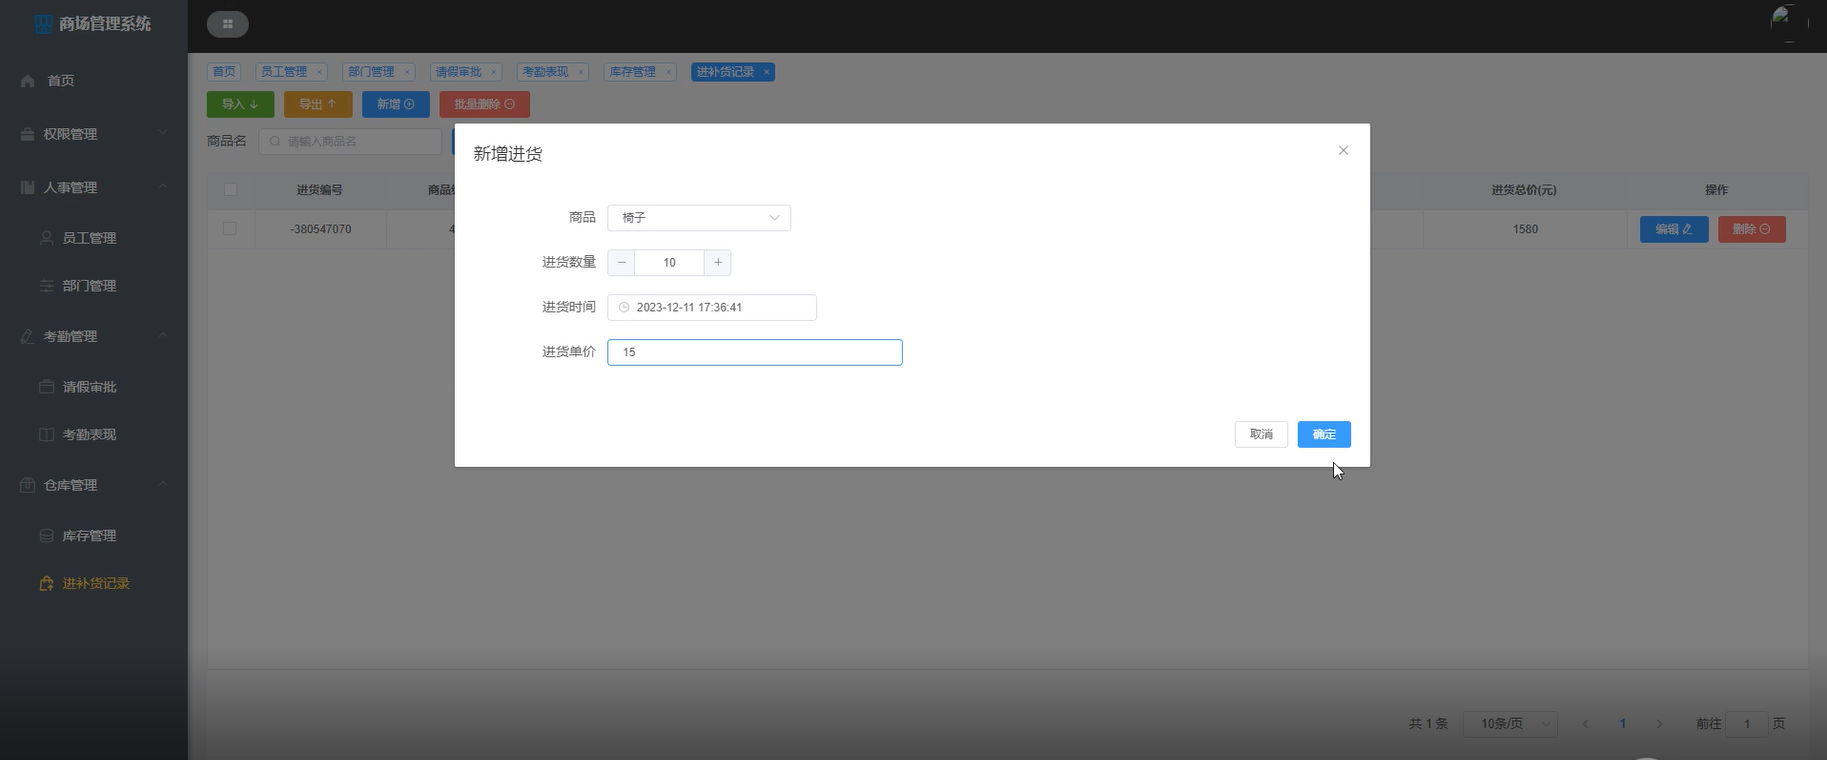 商场管理系统
首页
权限管理
人事管理
员工管理
部门管理
考勤管理
请假审批
考勤表现
仓库管理
库存管理
进补货记录
首页 员工管理 × 部门管理 × 请假审批 × 考勤表现 × 库存管理 × 进补货记录 ×
导入 导出 新增 批量删除
商品名 请输入商品名
进货编号 商品 进货总价(元) 操作
-380547070 4 1580 编辑 删除
新增进货
商品 椅子
进货数量 − 10 +
进货时间 2023-12-11 17:36:41
进货单价 15
取消 确定
共 1 条 10条/页 < 1 > 前往 1 页